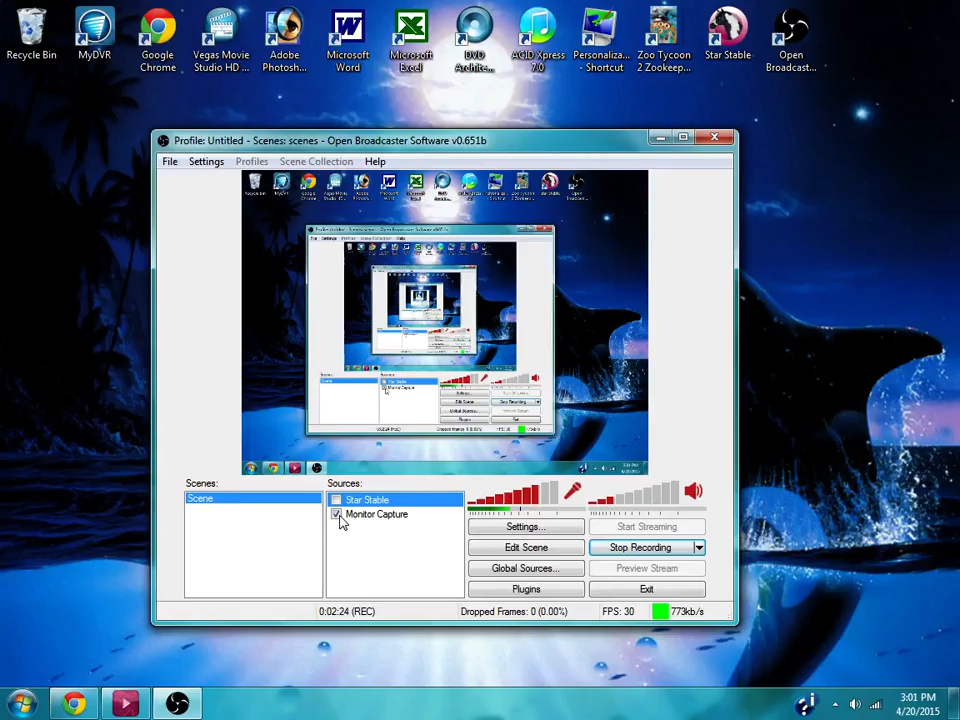 Recycle Bin
MyDVR
Google
Chrome
Vegas Movie
Studio HD ...
Adobe
Photosh...
Microsoft
Word
Microsoft
Excel
DVD
Archite...
ACID Xpress
7.0
Personaliza...
- Shortcut
Zoo Tycoon
2 Zookeep...
Star Stable
Open
Broadcas...
Profile: Untitled - Scenes: scenes - Open Broadcaster Software v0.651b
File Settings Profiles Scene Collection Help
Scenes:
Scene
Sources:
Star Stable
Monitor Capture
Settings...
Start Streaming
Edit Scene
Stop Recording
Global Sources...
Preview Stream
Plugins
Exit
0:02:24 (REC)
Dropped Frames: 0 (0.00%)
FPS: 30
773kb/s
3:01 PM
4/20/2015